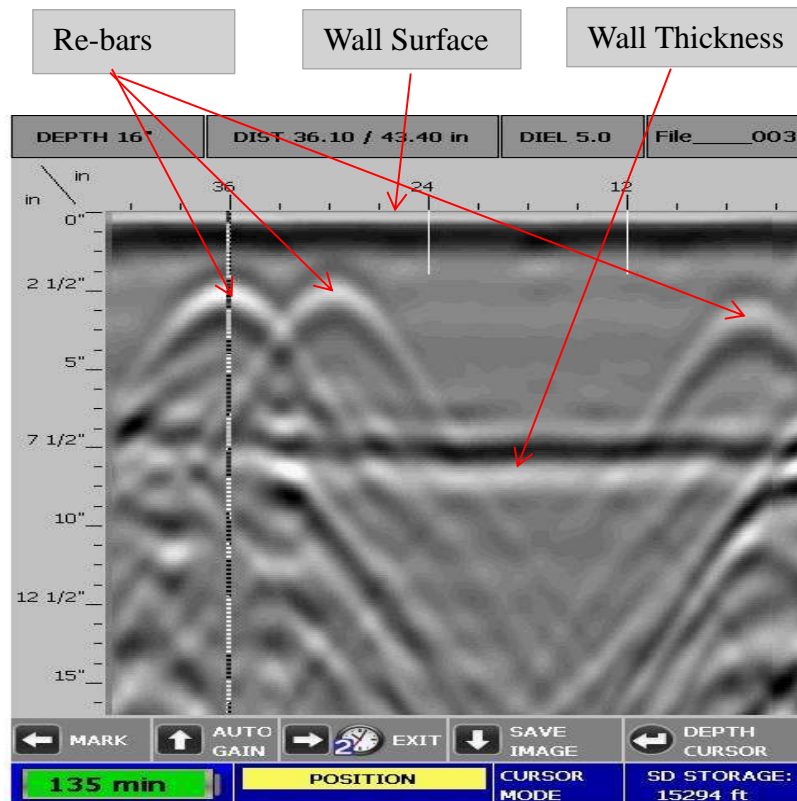 Re-bars
Wall Surface
Wall Thickness
DEPTH 16"
DIST 36.10 / 43.40 in
DIEL 5.0
File____003
in
in
36
24
12
0"
2 1/2"
5"
7 1/2"
10"
12 1/2"
15"
MARK
AUTO
GAIN
2
EXIT
SAVE
IMAGE
DEPTH
CURSOR
135 min
POSITION
CURSOR
MODE
SD STORAGE:
15294 ft